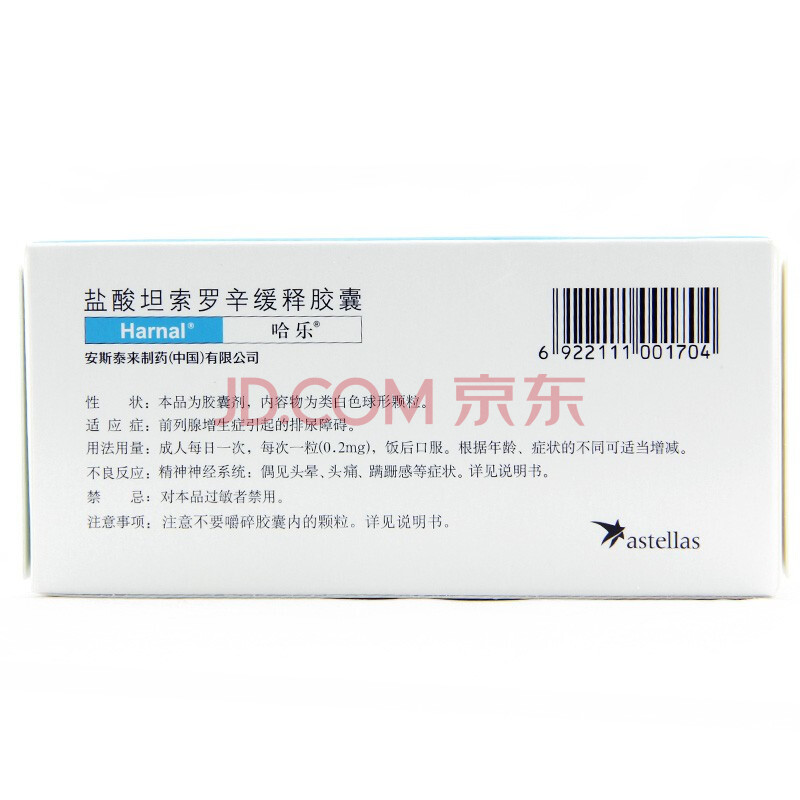 盐酸坦索罗辛缓释胶囊
Harnal® 哈乐®
安斯泰来制药(中国)有限公司
6 922111 001704
JD.COM 京东
性 状: 本品为胶囊剂，内容物为类白色球形颗粒。
适 应 症: 前列腺增生症引起的排尿障碍。
用法用量: 成人每日一次，每次一粒(0.2mg)，饭后口服。根据年龄、症状的不同可适当增减。
不良反应: 精神神经系统: 偶见头晕、头痛、蹒跚感等症状。详见说明书。
禁 忌: 对本品过敏者禁用。
注意事项: 注意不要嚼碎胶囊内的颗粒。详见说明书。
astellas